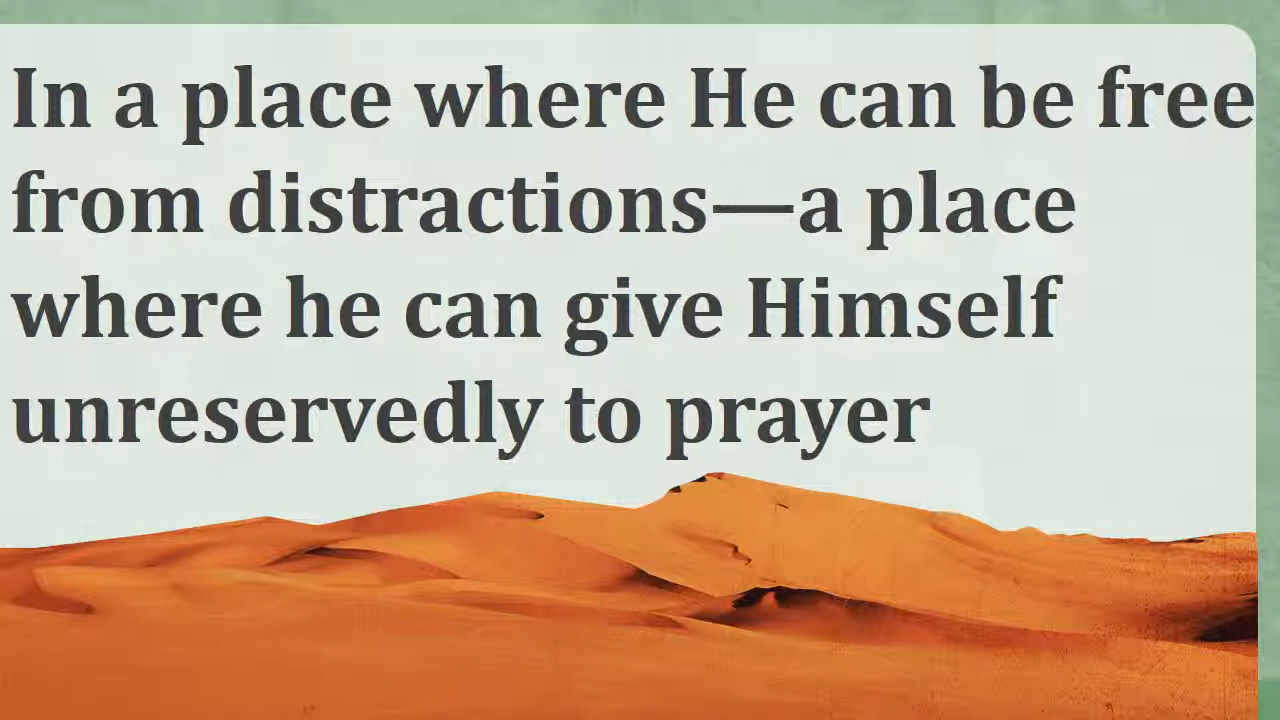 In a place where He can be free
from distractions—a place
where he can give Himself
unreservedly to prayer